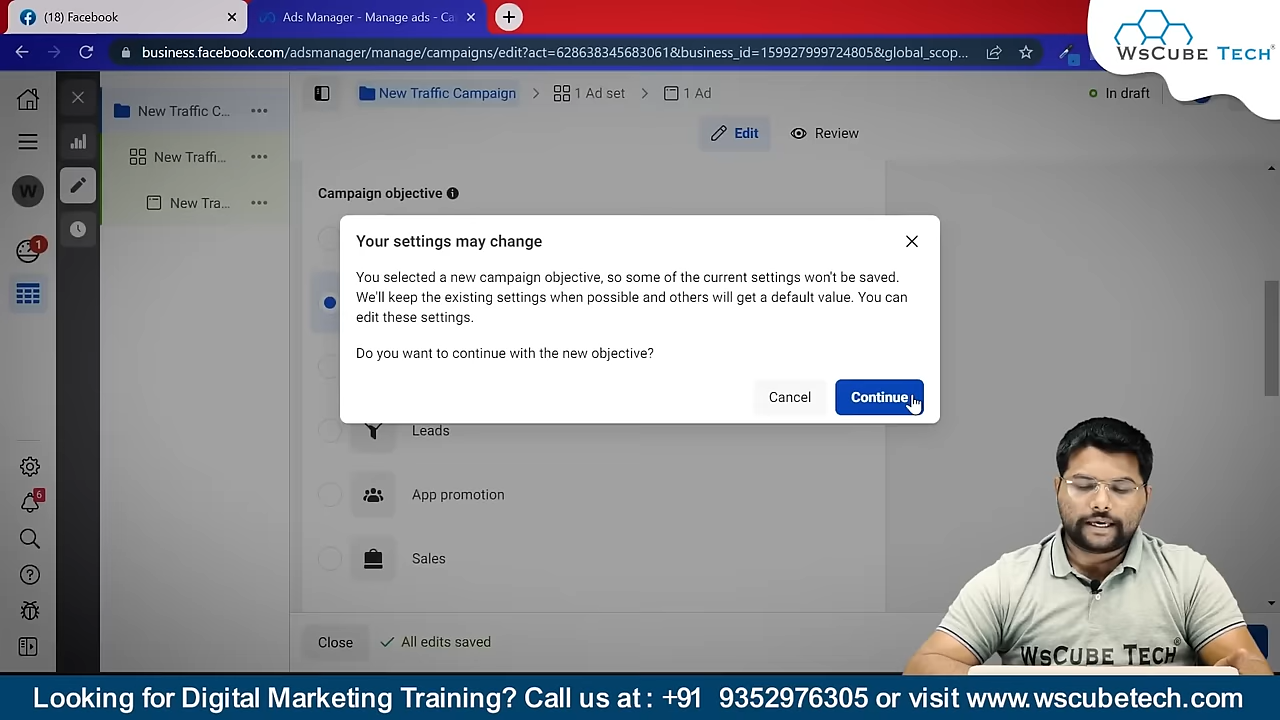 (18) Facebook
Ads Manager - Manage ads - Ca
business.facebook.com/adsmanager/manage/campaigns/edit?act=628638345683061&business_id=159927999724805&global_scop...
WsCube Tech
New Traffic C... ...
New Traffi... ...
New Tra... ...
New Traffic Campaign > 1 Ad set > 1 Ad
In draft
Edit
Review
W
1
6
Campaign objective
Your settings may change
You selected a new campaign objective, so some of the current settings won't be saved.
We'll keep the existing settings when possible and others will get a default value. You can
edit these settings.
Do you want to continue with the new objective?
Cancel
Continue
Leads
App promotion
Sales
Close
All edits saved
WsCube Tech
Looking for Digital Marketing Training? Call us at : +91 9352976305 or visit www.wscubetech.com